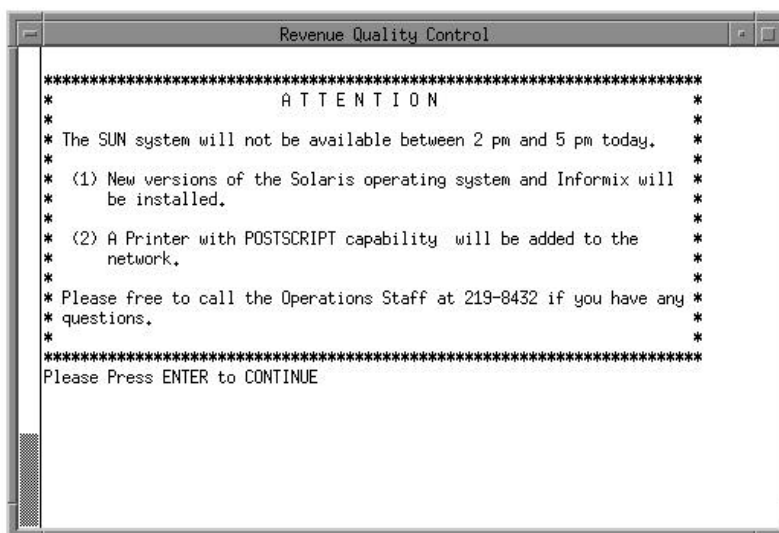 Revenue Quality Control
************************************************************************
* A T T E N T I O N *
* *
* The SUN system will not be available between 2 pm and 5 pm today. *
* *
* (1) New versions of the Solaris operating system and Informix will *
* be installed. *
* *
* (2) A Printer with POSTSCRIPT capability  will be added to the *
* network. *
* *
* Please free to call the Operations Staff at 219-8432 if you have any *
* questions. *
* *
************************************************************************
Please Press ENTER to CONTINUE